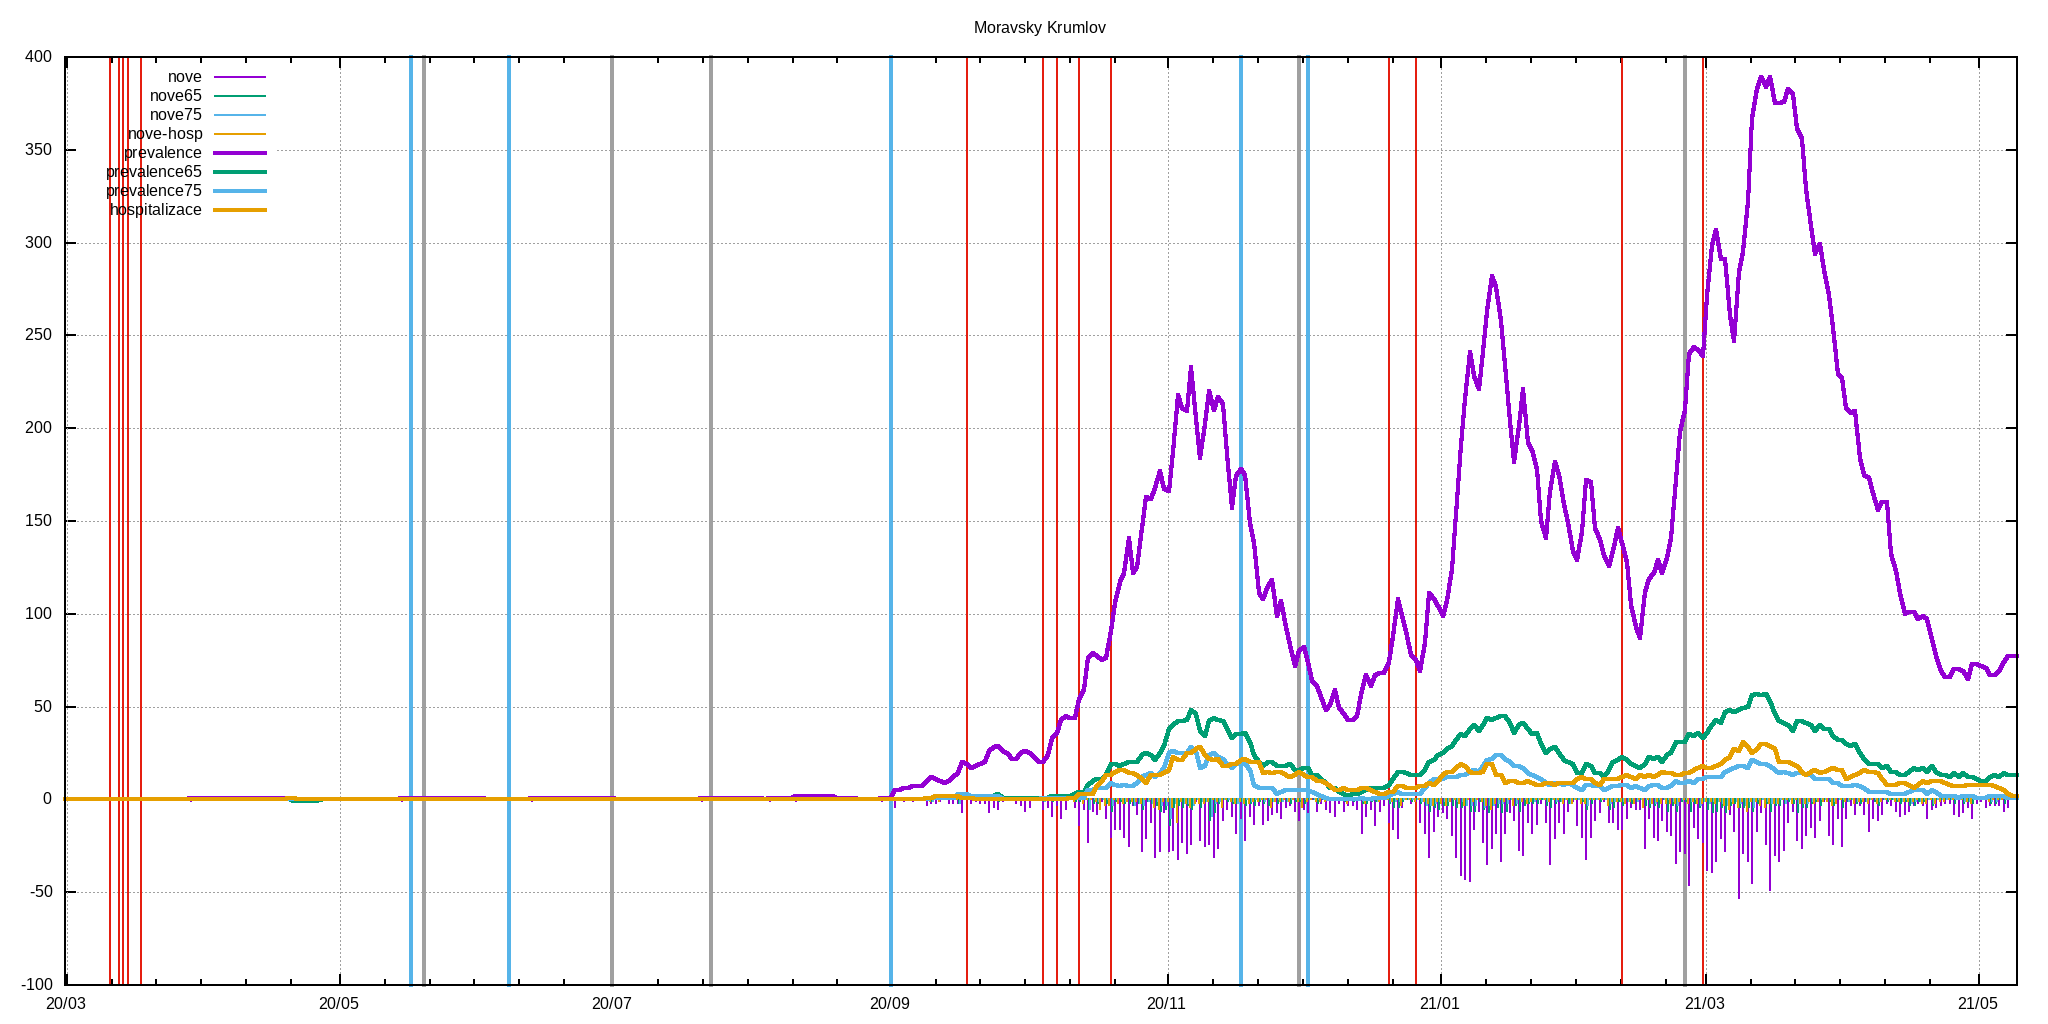 Moravsky Krumlov
400
350
300
250
200
150
100
50
0
-50
-100
nove
nove65
nove75
nove-hosp
prevalence
prevalence65
prevalence75
hospitalizace
20/03 20/05 20/07 20/09 20/11 21/01 21/03 21/05